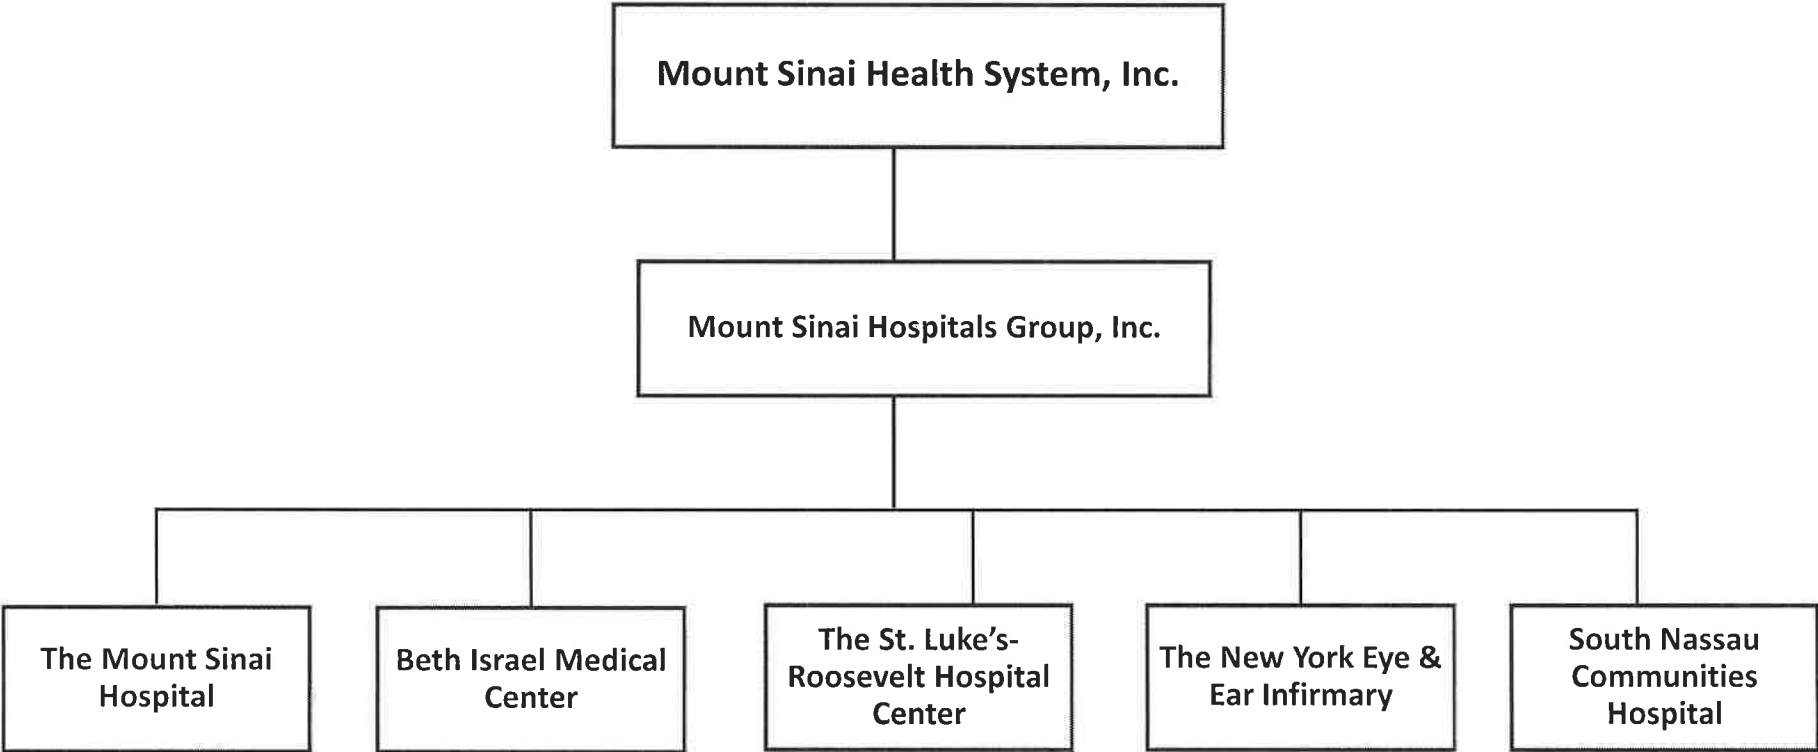 Mount Sinai Health System, Inc.
Mount Sinai Hospitals Group, Inc.
The Mount Sinai
Hospital
Beth Israel Medical
Center
The St. Luke’s-
Roosevelt Hospital
Center
The New York Eye &
Ear Infirmary
South Nassau
Communities
Hospital